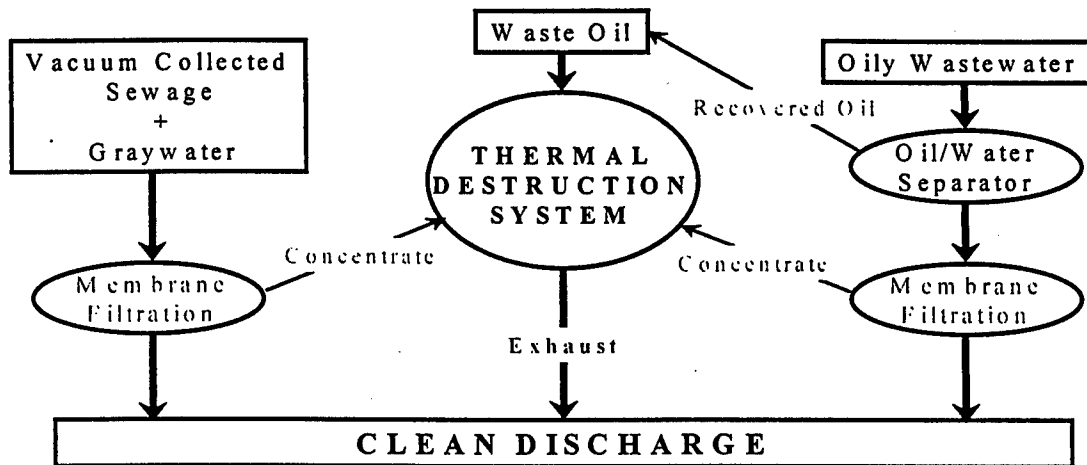 Vacuum Collected
Sewage
+
Graywater
Waste Oil
Oily Wastewater
Recovered Oil
THERMAL
DESTRUCTION
SYSTEM
Oil/Water
Separator
Concentrate
Concentrate
Membrane
Filtration
Membrane
Filtration
Exhaust
CLEAN DISCHARGE